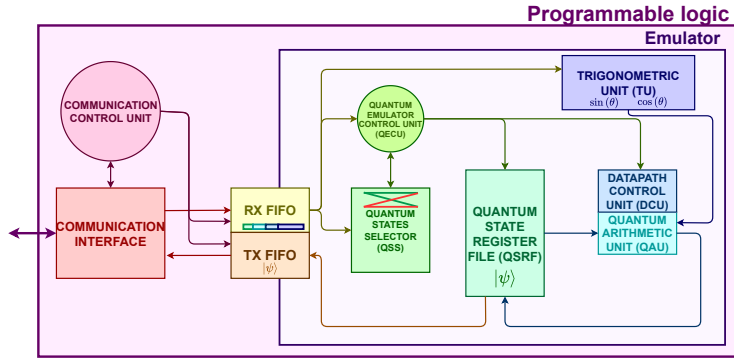 Programmable logic
Emulator
COMMUNICATION
CONTROL UNIT
QUANTUM
EMULATOR
CONTROL UNIT
(QECU)
TRIGONOMETRIC
UNIT (TU)
sin (θ) cos (θ)
COMMUNICATION
INTERFACE
RX FIFO
TX FIFO
|ψ⟩
QUANTUM
STATES
SELECTOR
(QSS)
QUANTUM
STATE
REGISTER
FILE (QSRF)
|ψ⟩
DATAPATH
CONTROL
UNIT (DCU)
QUANTUM
ARITHMETIC
UNIT (QAU)